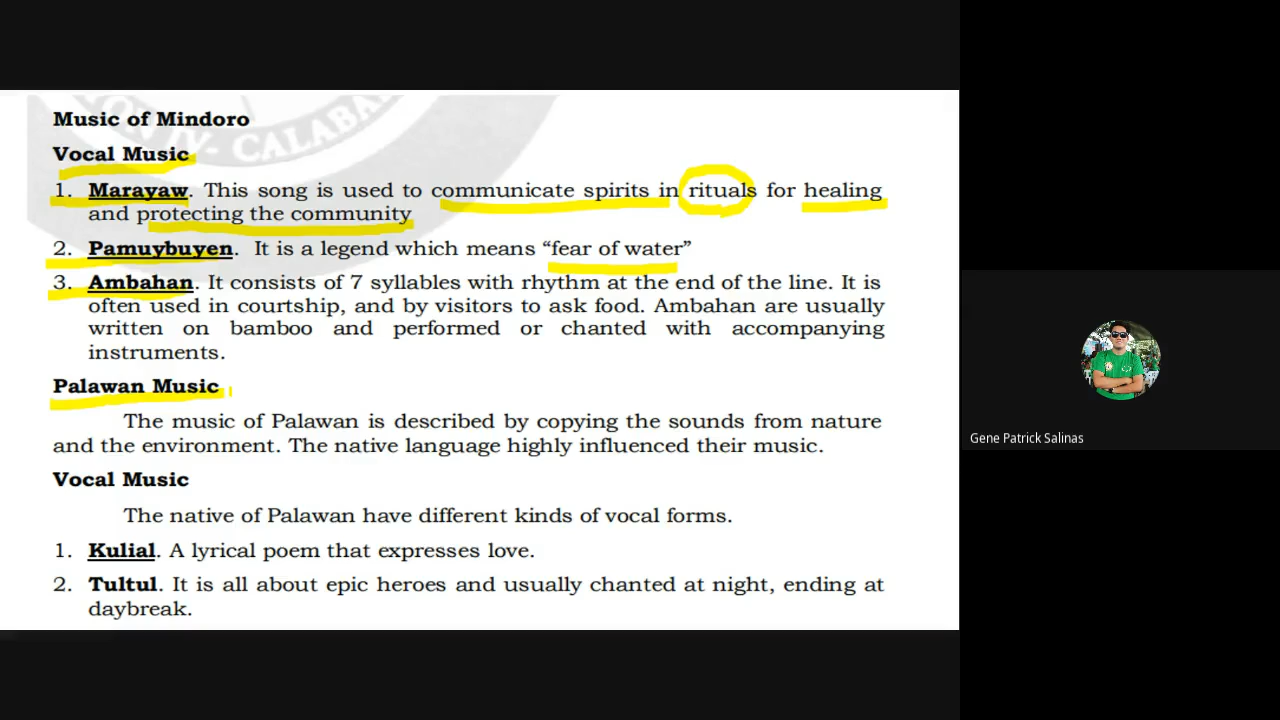 ON IV- CALABA
Music of Mindoro
Vocal Music
1. Marayaw. This song is used to communicate spirits in rituals for healing
and protecting the community
2. Pamuybuyen. It is a legend which means “fear of water”
3. Ambahan. It consists of 7 syllables with rhythm at the end of the line. It is
often used in courtship, and by visitors to ask food. Ambahan are usually
written on bamboo and performed or chanted with accompanying
instruments.
Palawan Music
The music of Palawan is described by copying the sounds from nature
and the environment. The native language highly influenced their music.
Vocal Music
The native of Palawan have different kinds of vocal forms.
1. Kulial. A lyrical poem that expresses love.
2. Tultul. It is all about epic heroes and usually chanted at night, ending at
daybreak.
Gene Patrick Salinas